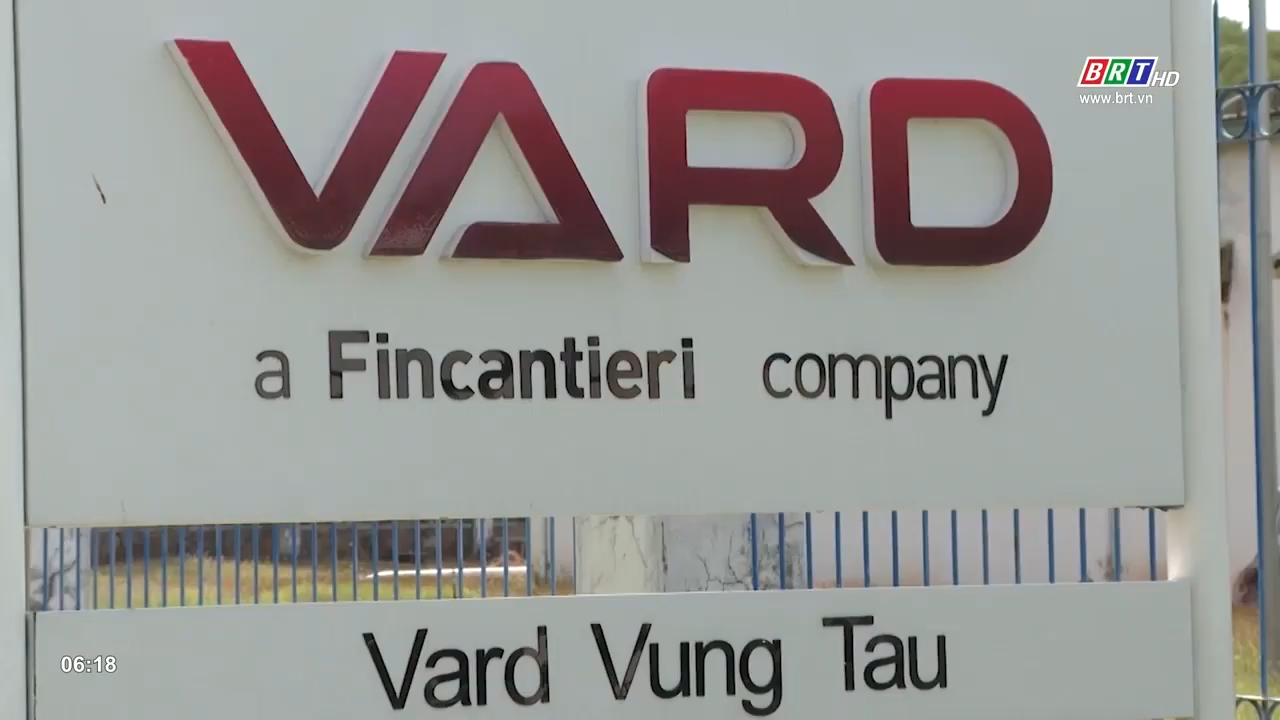 BRTHD
www.brt.vn
VARD
a Fincantieri company
Vard Vung Tau
06:18